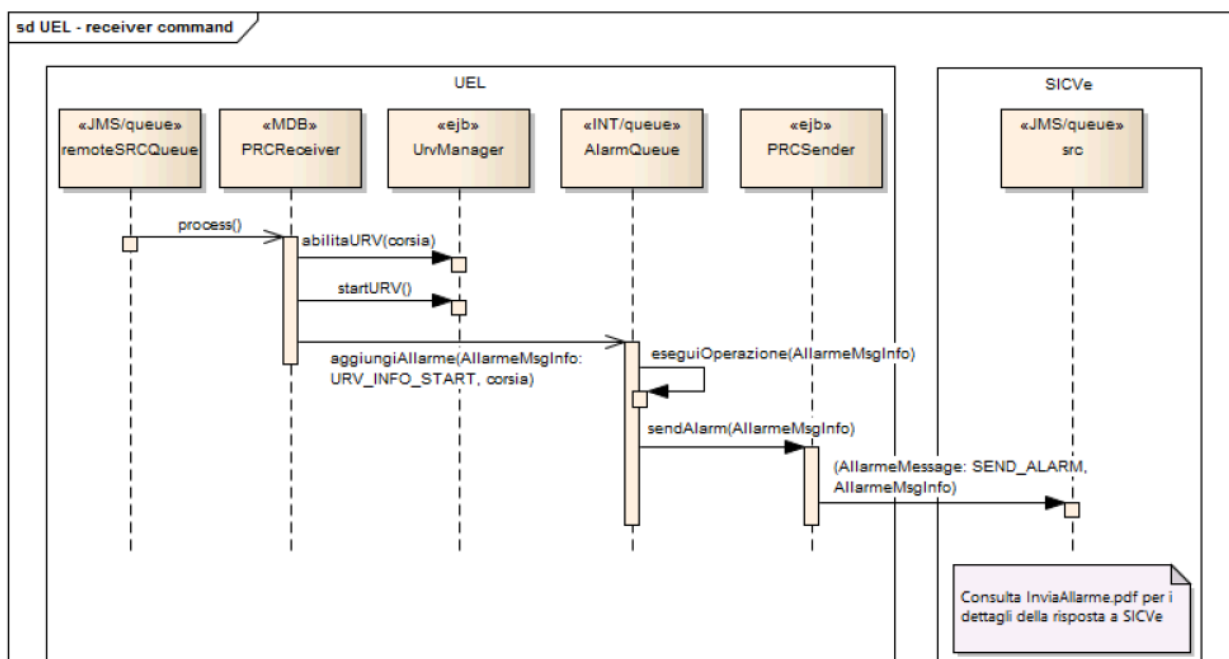 sd UEL - receiver command
UEL
SICVe
«JMS/queue»
remoteSRCQueue
«MDB»
PRCReceiver
«ejb»
UrvManager
«INT/queue»
AlarmQueue
«ejb»
PRCSender
«JMS/queue»
src
process()
abilitaURV(corsia)
startURV()
aggiungiAllarme(AllarmeMsgInfo:
URV_INFO_START, corsia)
eseguiOperazione(AllarmeMsgInfo)
sendAlarm(AllarmeMsgInfo)
(AllarmeMessage: SEND_ALARM,
AllarmeMsgInfo)
Consulta InviaAllarme.pdf per i
dettagli della risposta a SICVe